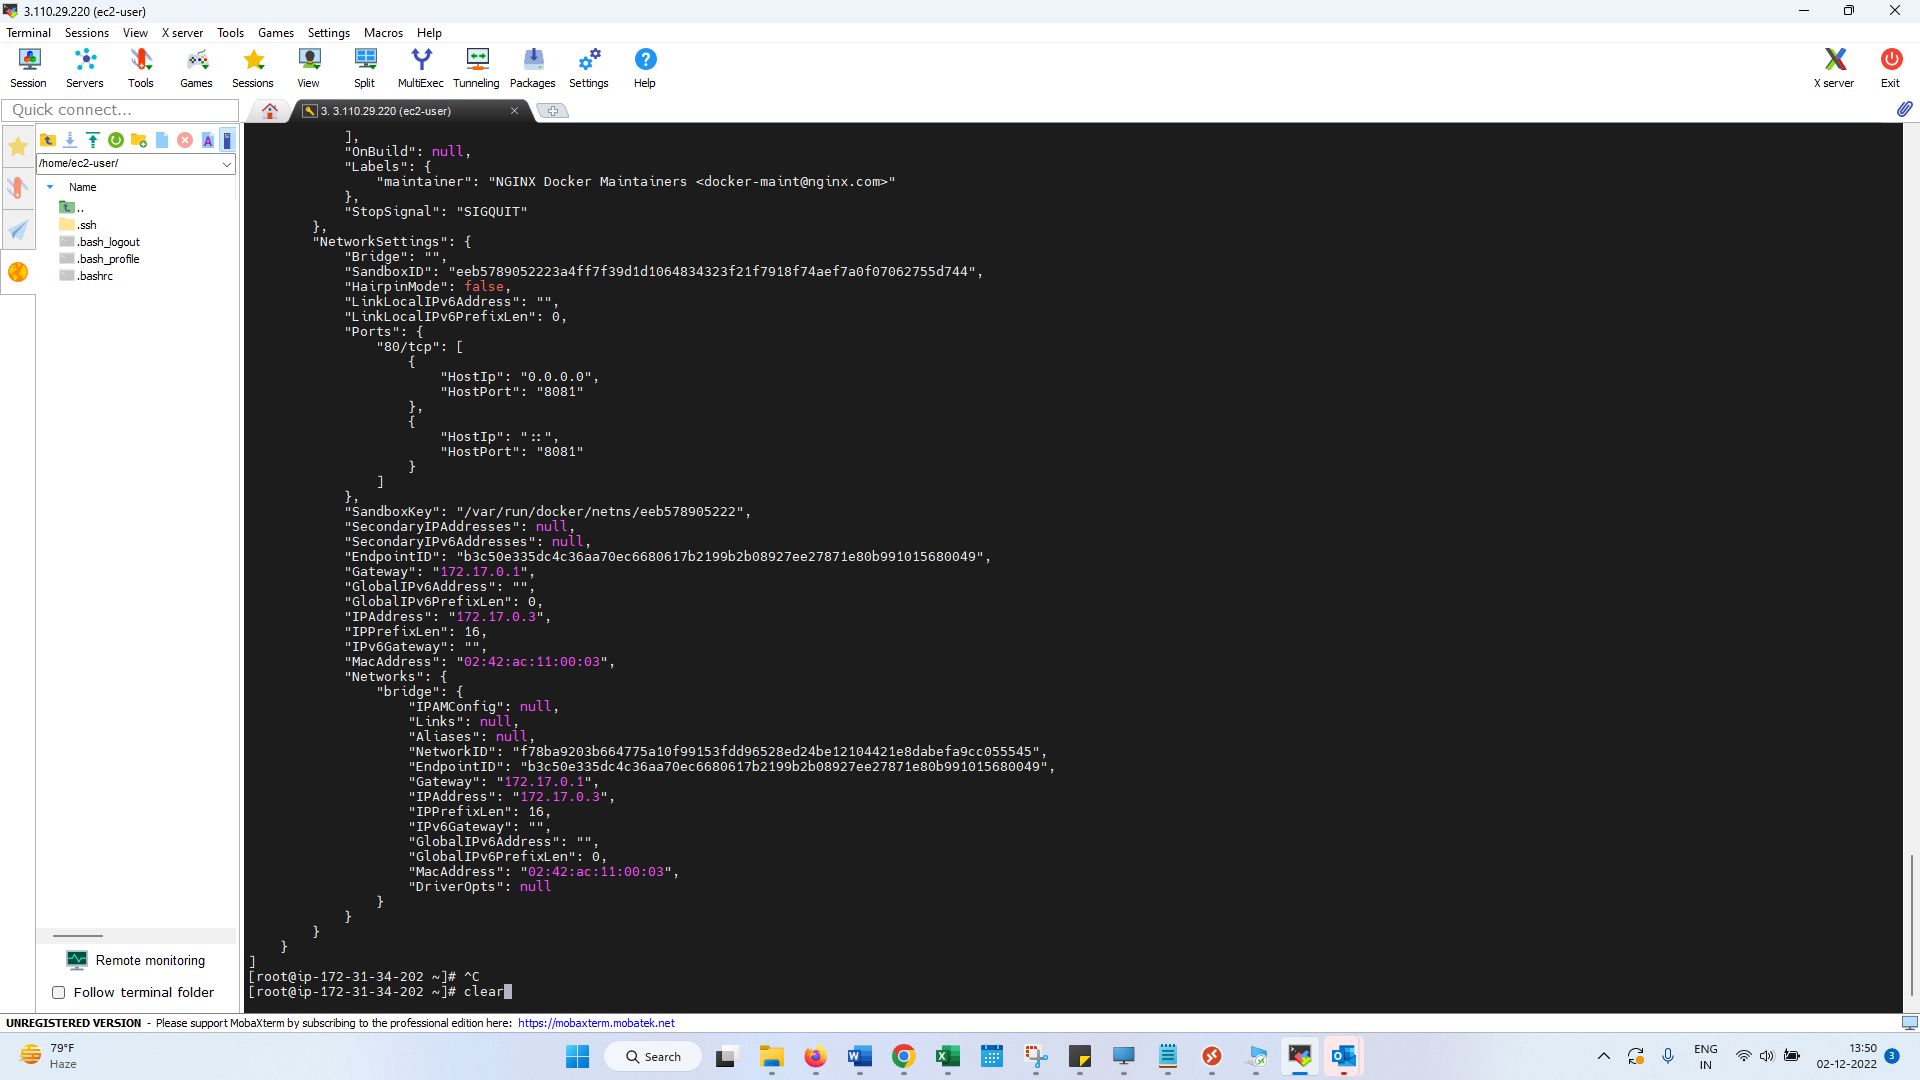 3.110.29.220 (ec2-user)
Terminal Sessions View X server Tools Games Settings Macros Help
Session Servers Tools Games Sessions View Split MultiExec Tunneling Packages Settings Help X server Exit
Quick connect...
3. 3.110.29.220 (ec2-user)
/home/ec2-user/
Name
..
.ssh
.bash_logout
.bash_profile
.bashrc
Remote monitoring
Follow terminal folder
],
"OnBuild": null,
"Labels": {
"maintainer": "NGINX Docker Maintainers <docker-maint@nginx.com>"
},
"StopSignal": "SIGQUIT"
},
"NetworkSettings": {
"Bridge": "",
"SandboxID": "eeb5789052223a4ff7f39d1d1064834323f21f7918f74aef7a0f07062755d744",
"HairpinMode": false,
"LinkLocalIPv6Address": "",
"LinkLocalIPv6PrefixLen": 0,
"Ports": {
"80/tcp": [
{
"HostIp": "0.0.0.0",
"HostPort": "8081"
},
{
"HostIp": "::",
"HostPort": "8081"
}
]
},
"SandboxKey": "/var/run/docker/netns/eeb578905222",
"SecondaryIPAddresses": null,
"SecondaryIPv6Addresses": null,
"EndpointID": "b3c50e335dc4c36aa70ec6680617b2199b2b08927ee27871e80b991015680049",
"Gateway": "172.17.0.1",
"GlobalIPv6Address": "",
"GlobalIPv6PrefixLen": 0,
"IPAddress": "172.17.0.3",
"IPPrefixLen": 16,
"IPv6Gateway": "",
"MacAddress": "02:42:ac:11:00:03",
"Networks": {
"bridge": {
"IPAMConfig": null,
"Links": null,
"Aliases": null,
"NetworkID": "f78ba9203b664775a10f99153fdd96528ed24be12104421e8dabefa9cc055545",
"EndpointID": "b3c50e335dc4c36aa70ec6680617b2199b2b08927ee27871e80b991015680049",
"Gateway": "172.17.0.1",
"IPAddress": "172.17.0.3",
"IPPrefixLen": 16,
"IPv6Gateway": "",
"GlobalIPv6Address": "",
"GlobalIPv6PrefixLen": 0,
"MacAddress": "02:42:ac:11:00:03",
"DriverOpts": null
}
}
}
}
]
[root@ip-172-31-34-202 ~]# ^C
[root@ip-172-31-34-202 ~]# clear
UNREGISTERED VERSION - Please support MobaXterm by subscribing to the professional edition here: https://mobaxterm.mobatek.net
79°F
Haze
Search
ENG
IN
13:50
02-12-2022
3